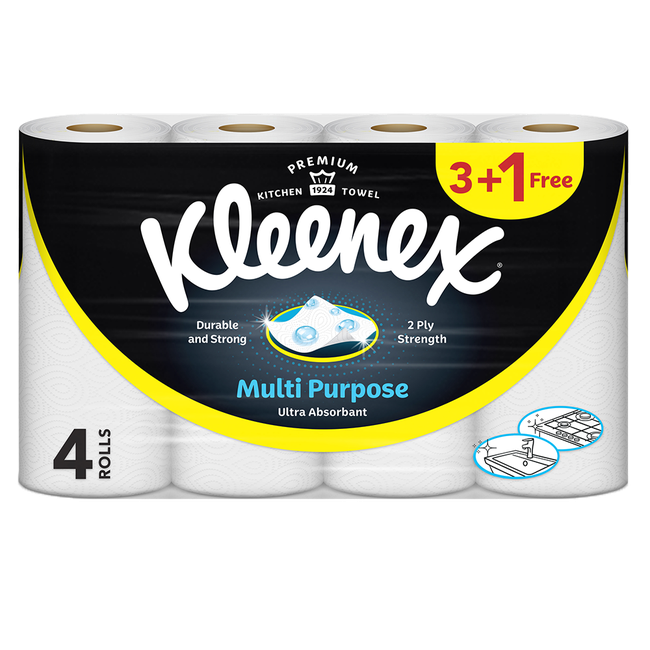 PREMIUM
KITCHEN 1924 TOWEL
3+1 Free
Kleenex®
Durable
and Strong
2 Ply
Strength
Multi Purpose
Ultra Absorbant
4 ROLLS